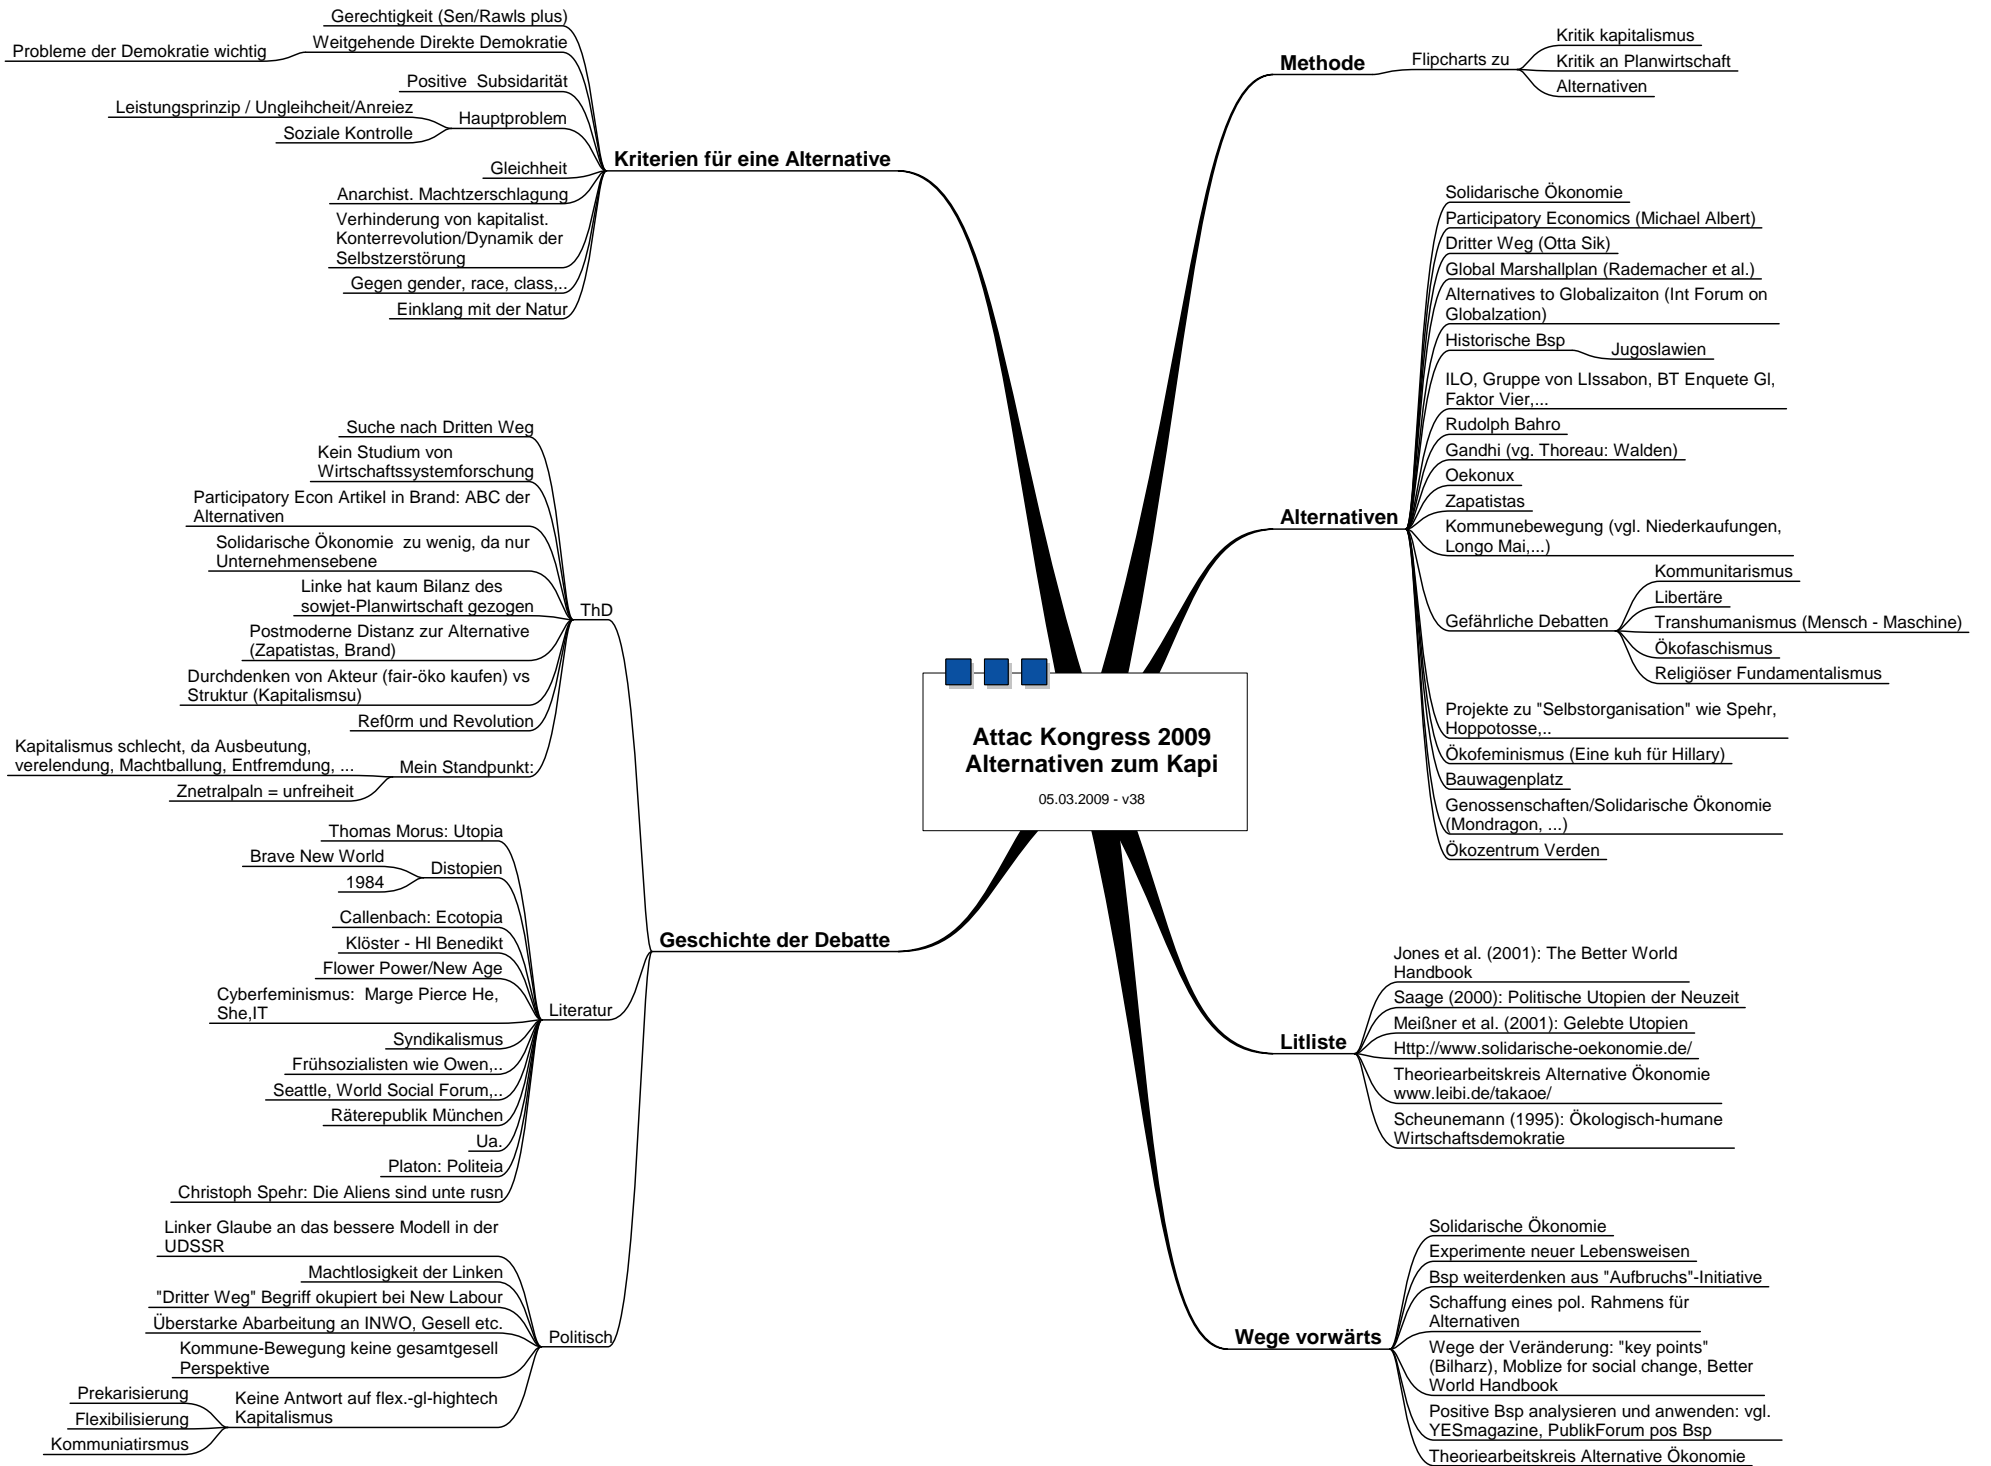 Attac Kongress 2009
Alternativen zum Kapi
05.03.2009 - v38
Methode
Flipcharts zu
Kritik kapitalismus
Kritik an Planwirtschaft
Alternativen
Alternativen
Solidarische Ökonomie
Participatory Economics (Michael Albert)
Dritter Weg (Otta Sik)
Global Marshallplan (Rademacher et al.)
Alternatives to Globalizaiton (Int Forum on
Globalzation)
Historische Bsp
Jugoslawien
ILO, Gruppe von LIssabon, BT Enquete Gl,
Faktor Vier,...
Rudolph Bahro
Gandhi (vg. Thoreau: Walden)
Oekonux
Zapatistas
Kommunebewegung (vgl. Niederkaufungen,
Longo Mai,...)
Gefährliche Debatten
Kommunitarismus
Libertäre
Transhumanismus (Mensch - Maschine)
Ökofaschismus
Religiöser Fundamentalismus
Projekte zu "Selbstorganisation" wie Spehr,
Hoppotosse,..
Ökofeminismus (Eine kuh für Hillary)
Bauwagenplatz
Genossenschaften/Solidarische Ökonomie
(Mondragon, ...)
Ökozentrum Verden
Litliste
Jones et al. (2001): The Better World
Handbook
Saage (2000): Politische Utopien der Neuzeit
Meißner et al. (2001): Gelebte Utopien
Http://www.solidarische-oekonomie.de/
Theoriearbeitskreis Alternative Ökonomie
www.leibi.de/takaoe/
Scheunemann (1995): Ökologisch-humane
Wirtschaftsdemokratie
Wege vorwärts
Solidarische Ökonomie
Experimente neuer Lebensweisen
Bsp weiterdenken aus "Aufbruchs"-Initiative
Schaffung eines pol. Rahmens für
Alternativen
Wege der Veränderung: "key points"
(Bilharz), Moblize for social change, Better
World Handbook
Positive Bsp analysieren und anwenden: vgl.
YESmagazine, PublikForum pos Bsp
Theoriearbeitskreis Alternative Ökonomie
Kriterien für eine Alternative
Gerechtigkeit (Sen/Rawls plus)
Weitgehende Direkte Demokratie
Probleme der Demokratie wichtig
Positive  Subsidarität
Hauptproblem
Leistungsprinzip / Ungleihcheit/Anreiez
Soziale Kontrolle
Gleichheit
Anarchist. Machtzerschlagung
Verhinderung von kapitalist.
Konterrevolution/Dynamik der
Selbstzerstörung
Gegen gender, race, class,..
Einklang mit der Natur
Geschichte der Debatte
ThD
Suche nach Dritten Weg
Kein Studium von
Wirtschaftssystemforschung
Participatory Econ Artikel in Brand: ABC der
Alternativen
Solidarische Ökonomie  zu wenig, da nur
Unternehmensebene
Linke hat kaum Bilanz des
sowjet-Planwirtschaft gezogen
Postmoderne Distanz zur Alternative
(Zapatistas, Brand)
Durchdenken von Akteur (fair-öko kaufen) vs
Struktur (Kapitalismsu)
Ref0rm und Revolution
Mein Standpunkt:
Kapitalismus schlecht, da Ausbeutung,
verelendung, Machtballung, Entfremdung, ...
Znetralpaln = unfreiheit
Literatur
Thomas Morus: Utopia
Distopien
Brave New World
1984
Callenbach: Ecotopia
Klöster - Hl Benedikt
Flower Power/New Age
Cyberfeminismus:  Marge Pierce He,
She,IT
Syndikalismus
Frühsozialisten wie Owen,..
Seattle, World Social Forum,..
Räterepublik München
Ua.
Platon: Politeia
Christoph Spehr: Die Aliens sind unte rusn
Politisch
Linker Glaube an das bessere Modell in der
UDSSR
Machtlosigkeit der Linken
"Dritter Weg" Begriff okupiert bei New Labour
Überstarke Abarbeitung an INWO, Gesell etc.
Kommune-Bewegung keine gesamtgesell
Perspektive
Keine Antwort auf flex.-gl-hightech
Kapitalismus
Prekarisierung
Flexibilisierung
Kommuniatirsmus